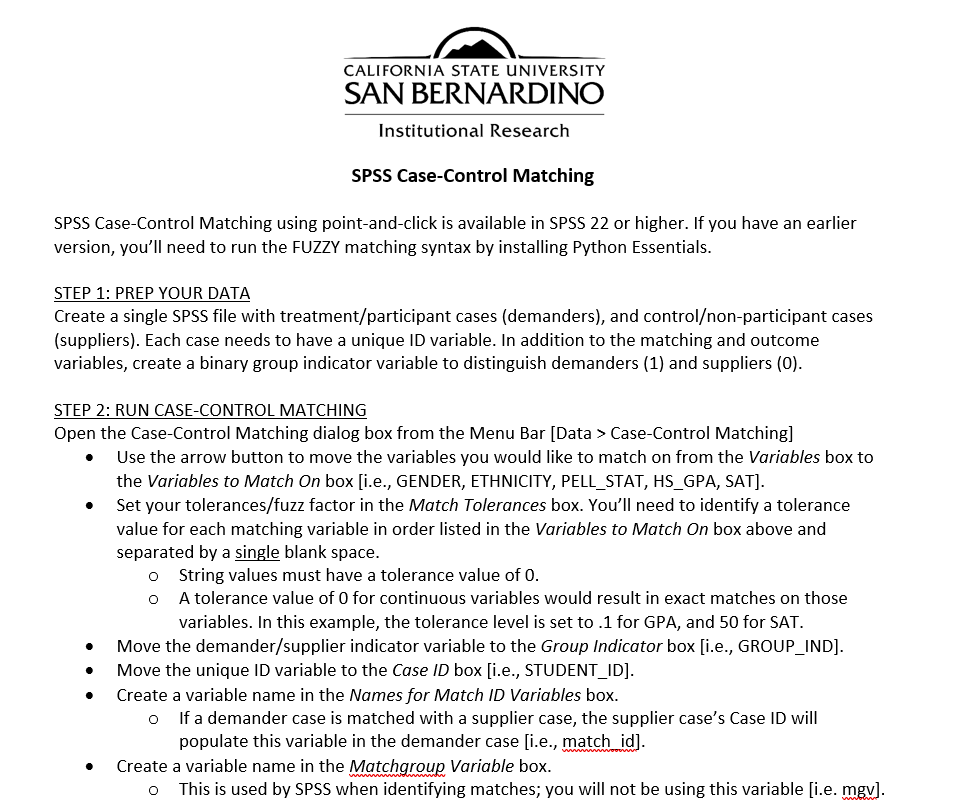 CALIFORNIA STATE UNIVERSITY
SAN BERNARDINO
Institutional Research
SPSS Case-Control Matching
SPSS Case-Control Matching using point-and-click is available in SPSS 22 or higher. If you have an earlier
version, you’ll need to run the FUZZY matching syntax by installing Python Essentials.
STEP 1: PREP YOUR DATA
Create a single SPSS file with treatment/participant cases (demanders), and control/non-participant cases
(suppliers). Each case needs to have a unique ID variable. In addition to the matching and outcome
variables, create a binary group indicator variable to distinguish demanders (1) and suppliers (0).
STEP 2: RUN CASE-CONTROL MATCHING
Open the Case-Control Matching dialog box from the Menu Bar [Data > Case-Control Matching]
• Use the arrow button to move the variables you would like to match on from the Variables box to
the Variables to Match On box [i.e., GENDER, ETHNICITY, PELL_STAT, HS_GPA, SAT].
• Set your tolerances/fuzz factor in the Match Tolerances box. You’ll need to identify a tolerance
value for each matching variable in order listed in the Variables to Match On box above and
separated by a single blank space.
o String values must have a tolerance value of 0.
o A tolerance value of 0 for continuous variables would result in exact matches on those
variables. In this example, the tolerance level is set to .1 for GPA, and 50 for SAT.
• Move the demander/supplier indicator variable to the Group Indicator box [i.e., GROUP_IND].
• Move the unique ID variable to the Case ID box [i.e., STUDENT_ID].
• Create a variable name in the Names for Match ID Variables box.
o If a demander case is matched with a supplier case, the supplier case’s Case ID will
populate this variable in the demander case [i.e., match_id].
• Create a variable name in the Matchgroup Variable box.
o This is used by SPSS when identifying matches; you will not be using this variable [i.e. mgv].